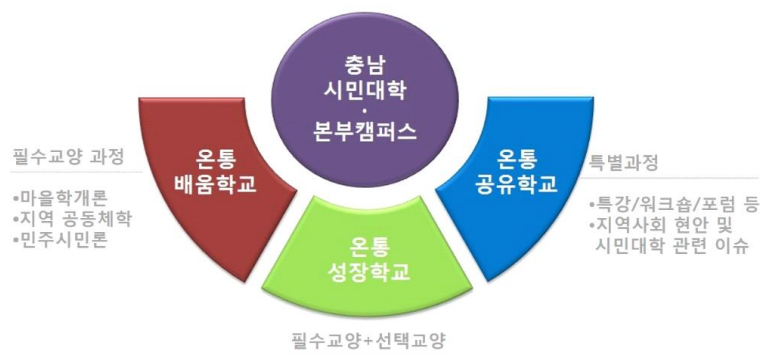 충남
시민대학
·
본부캠퍼스
온통
배움학교
온통
성장학교
온통
공유학교
필수교양 과정
•마을학개론
•지역 공동체학
•민주시민론
필수교양+선택교양
특별과정
•특강/워크숍/포럼 등
•지역사회 현안 및
시민대학 관련 이슈